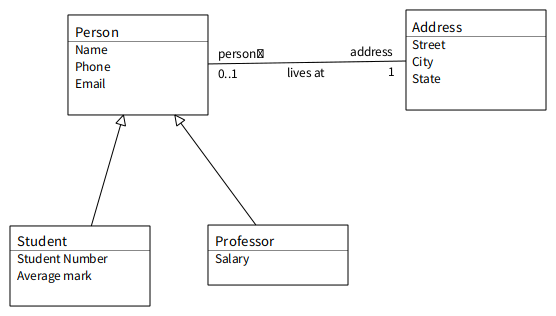 Person
Name
Phone
Email
person
0..1
lives at
address
1
Address
Street
City
State
Student
Student Number
Average mark
Professor
Salary